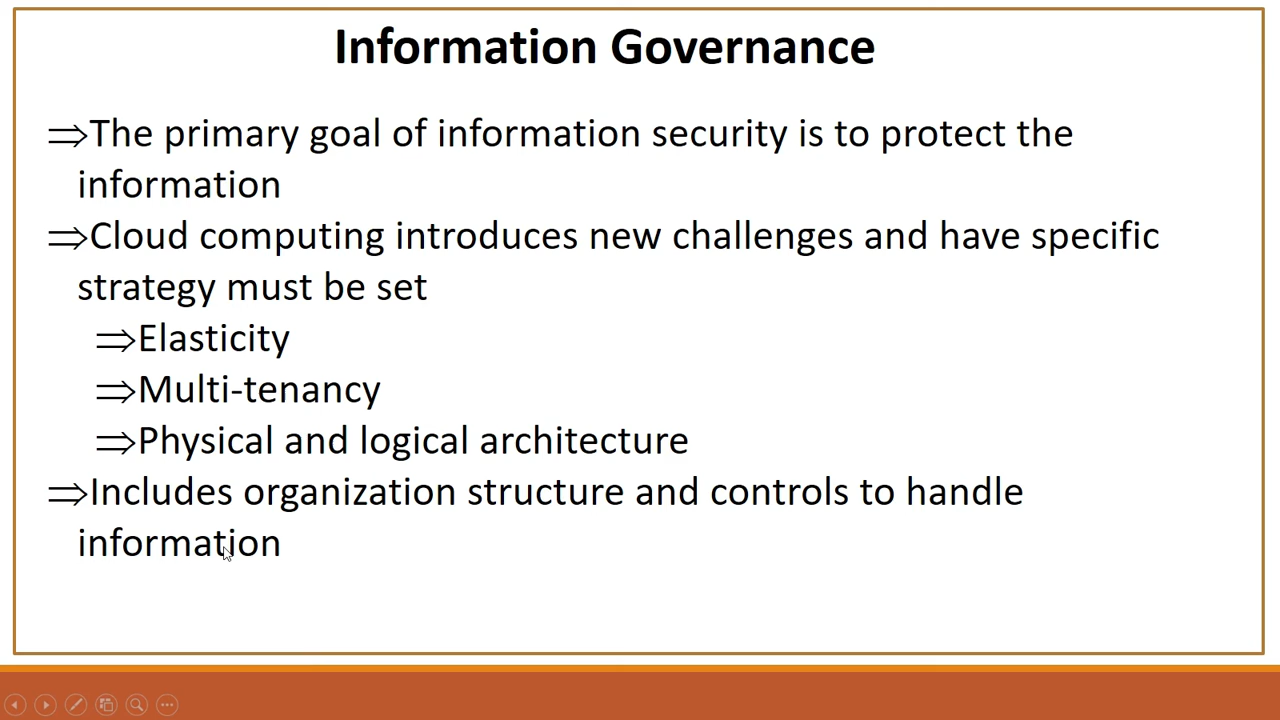 Information Governance
⇒The primary goal of information security is to protect the
information
⇒Cloud computing introduces new challenges and have specific
strategy must be set
⇒Elasticity
⇒Multi-tenancy
⇒Physical and logical architecture
⇒Includes organization structure and controls to handle
information